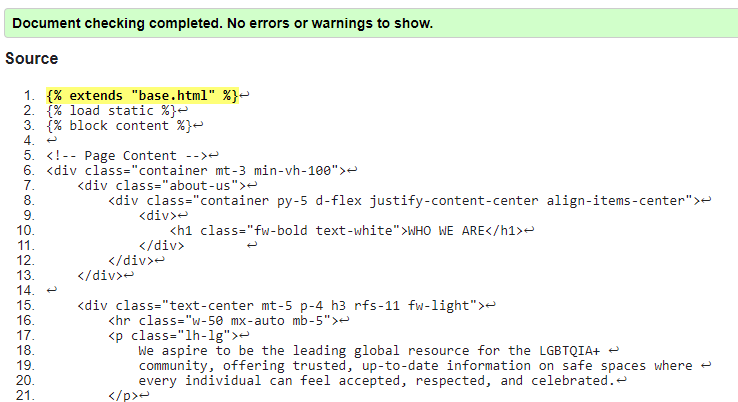 Document checking completed. No errors or warnings to show.
Source
1. {% extends "base.html" %}↩
2. {% load static %}↩
3. {% block content %}↩
4. ↩
5. <!-- Page Content -->↩
6. <div class="container mt-3 min-vh-100">↩
7.     <div class="about-us">↩
8.         <div class="container py-5 d-flex justify-content-center align-items-center">↩
9.             <div>↩
10.                 <h1 class="fw-bold text-white">WHO WE ARE</h1>↩
11.             </div>        ↩
12.         </div>↩
13.     </div>↩
14. ↩
15.     <div class="text-center mt-5 p-4 h3 rfs-11 fw-light">↩
16.         <hr class="w-50 mx-auto mb-5">↩
17.         <p class="lh-lg">↩
18.             We aspire to be the leading global resource for the LGBTQIA+ ↩
19.             community, offering trusted, up-to-date information on safe spaces where ↩
20.             every individual can feel accepted, respected, and celebrated.↩
21.         </p>↩